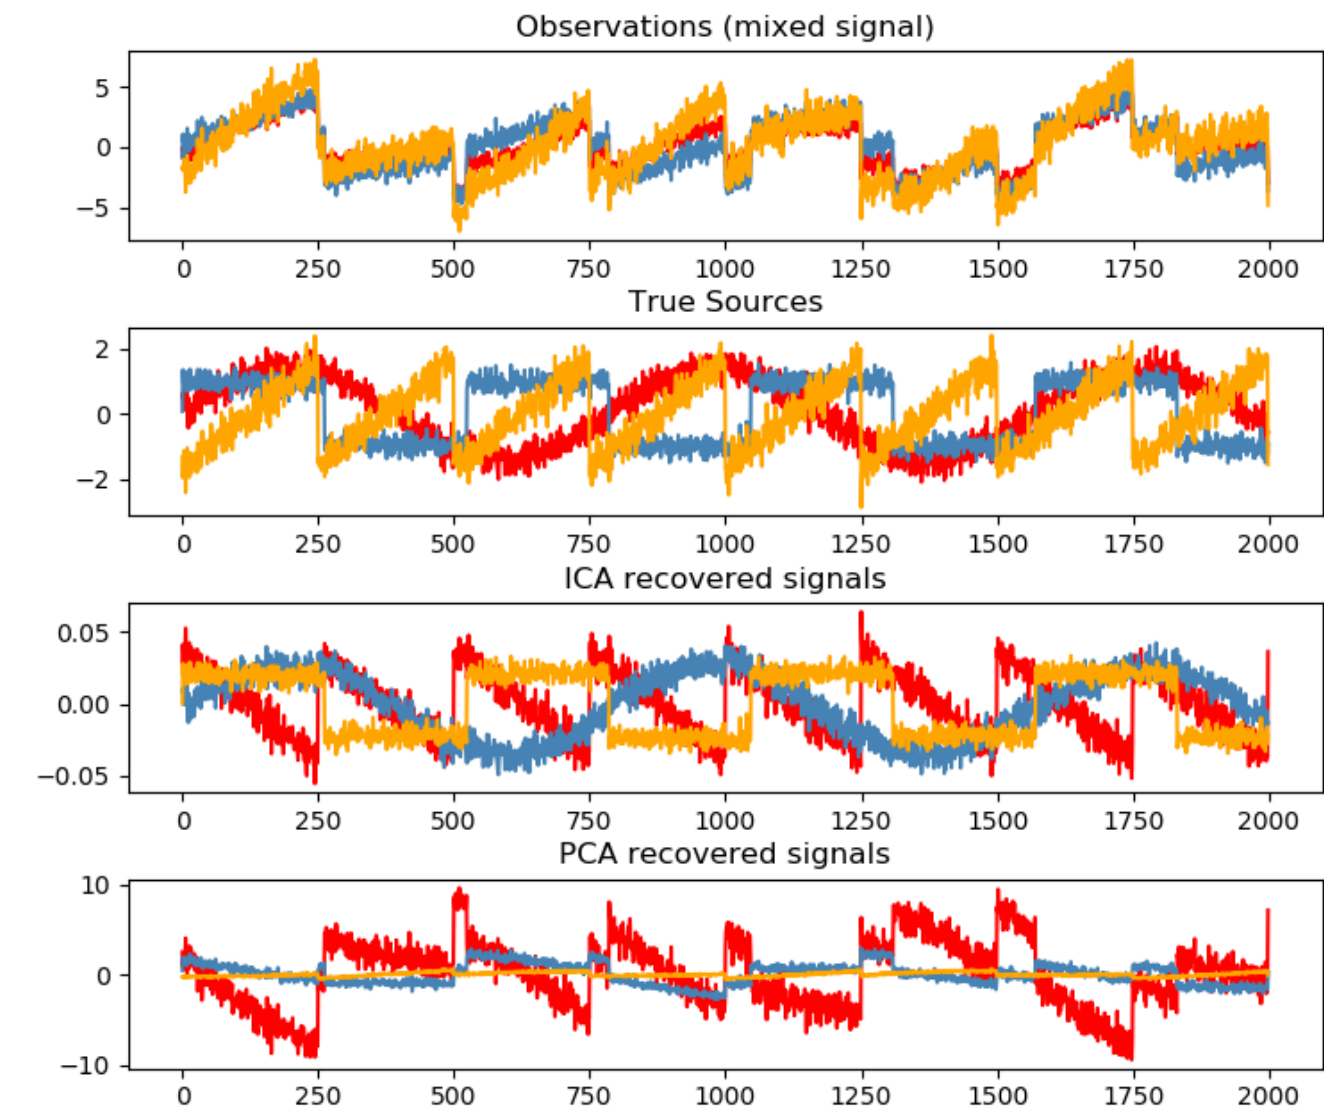 Observations (mixed signal)
5
0
−5
0 250 500 750 1000 1250 1500 1750 2000
True Sources
2
0
−2
0 250 500 750 1000 1250 1500 1750 2000
ICA recovered signals
0.05
0.00
−0.05
0 250 500 750 1000 1250 1500 1750 2000
PCA recovered signals
10
0
−10
0 250 500 750 1000 1250 1500 1750 2000